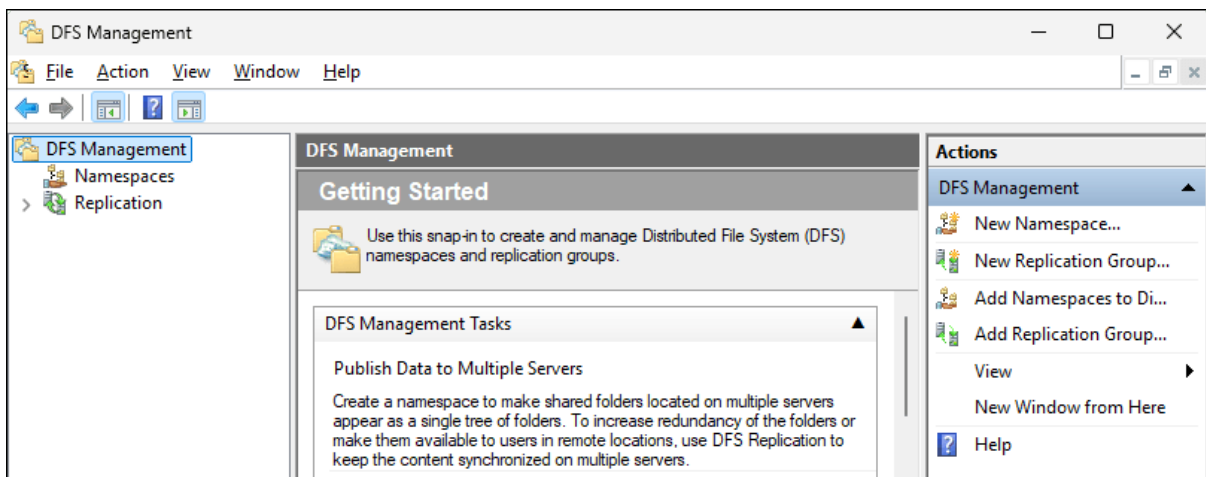 DFS Management
File Action View Window Help
DFS Management
Namespaces
Replication
DFS Management
Getting Started
Use this snap-in to create and manage Distributed File System (DFS)
namespaces and replication groups.
DFS Management Tasks
Publish Data to Multiple Servers
Create a namespace to make shared folders located on multiple servers
appear as a single tree of folders. To increase redundancy of the folders or
make them available to users in remote locations, use DFS Replication to
keep the content synchronized on multiple servers.
Actions
DFS Management
New Namespace...
New Replication Group...
Add Namespaces to Di...
Add Replication Group...
View
New Window from Here
Help